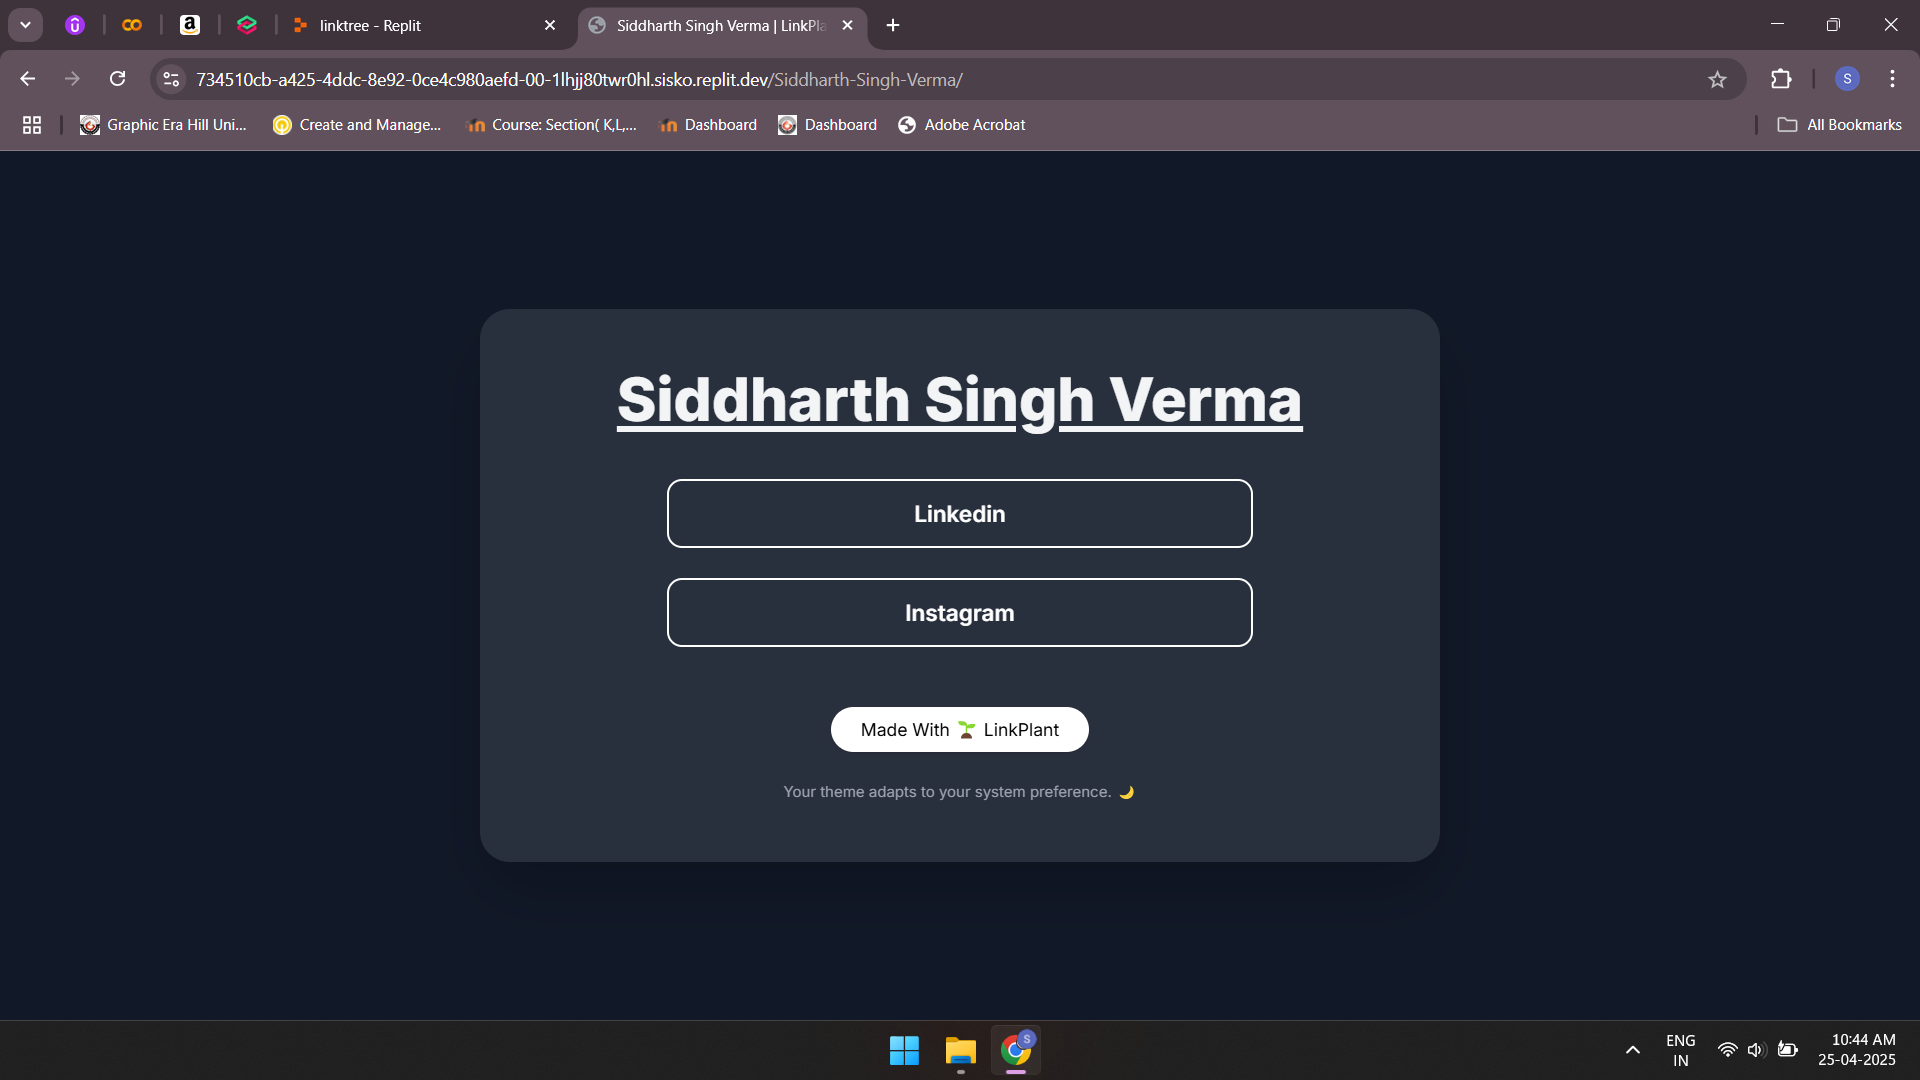 linktree - Replit
Siddharth Singh Verma | LinkPla
734510cb-a425-4ddc-8e92-0ce4c980aefd-00-1lhjj80twr0hl.sisko.replit.dev/Siddharth-Singh-Verma/
S
Graphic Era Hill Uni...
Create and Manage...
Course: Section( K,L,...
Dashboard
Dashboard
Adobe Acrobat
All Bookmarks
Siddharth Singh Verma
Linkedin
Instagram
Made With 🌱 LinkPlant
Your theme adapts to your system preference. 🌙
S
ENG
IN
10:44 AM
25-04-2025